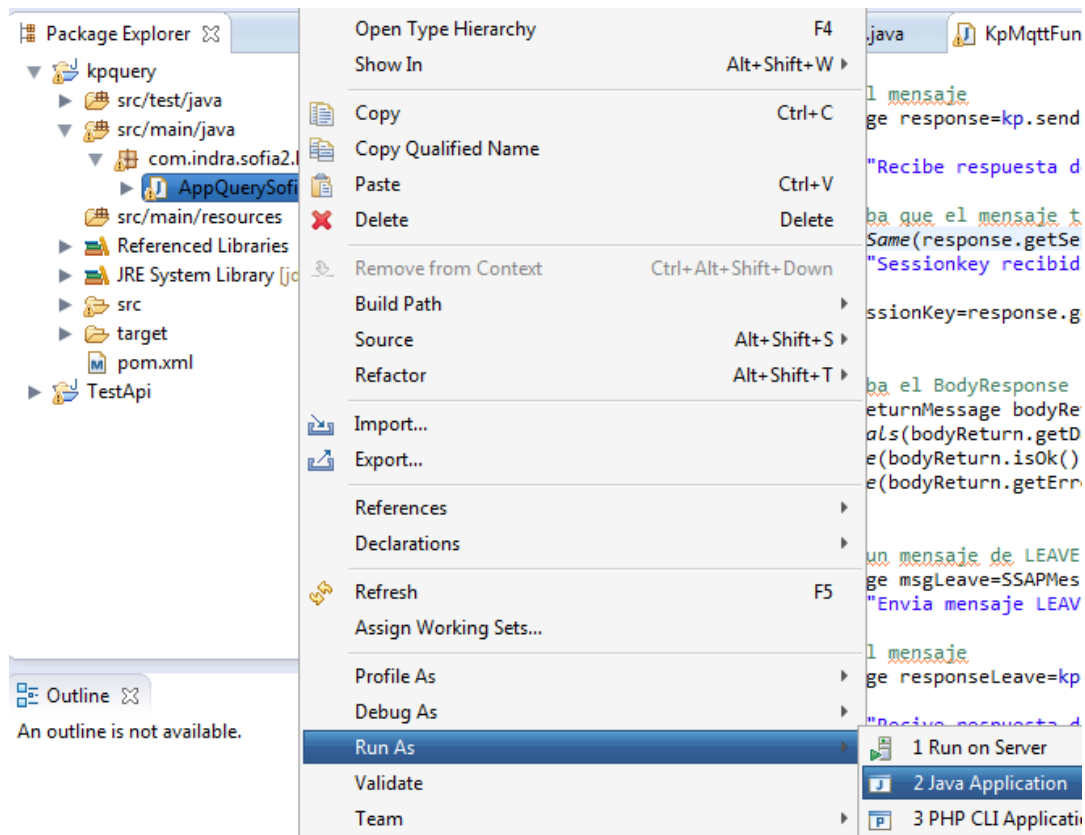 Package Explorer
kpquery
src/test/java
src/main/java
com.indra.sofia2.
AppQuerySofi
src/main/resources
Referenced Libraries
JRE System Library [jd
src
target
pom.xml
TestApi
Outline
An outline is not available.
Open Type Hierarchy F4
Show In Alt+Shift+W
Copy Ctrl+C
Copy Qualified Name
Paste Ctrl+V
Delete Delete
Remove from Context Ctrl+Alt+Shift+Down
Build Path
Source Alt+Shift+S
Refactor Alt+Shift+T
Import...
Export...
References
Declarations
Refresh F5
Assign Working Sets...
Profile As
Debug As
Run As
Validate
Team
1 Run on Server
2 Java Application
3 PHP CLI Applicati
.java KpMqttFun
l mensaje
ge response=kp.send
"Recibe respuesta d
ba que el mensaje t
Same(response.getSe
"Sessionkey recibid
ssionKey=response.g
ba el BodyResponse
eturnMessage bodyRe
als(bodyReturn.getD
e(bodyReturn.isOk()
e(bodyReturn.getErr
un mensaje de LEAVE
ge msgLeave=SSAPMes
"Envia mensaje LEAV
l mensaje
ge responseLeave=kp
"Recive respuesta d